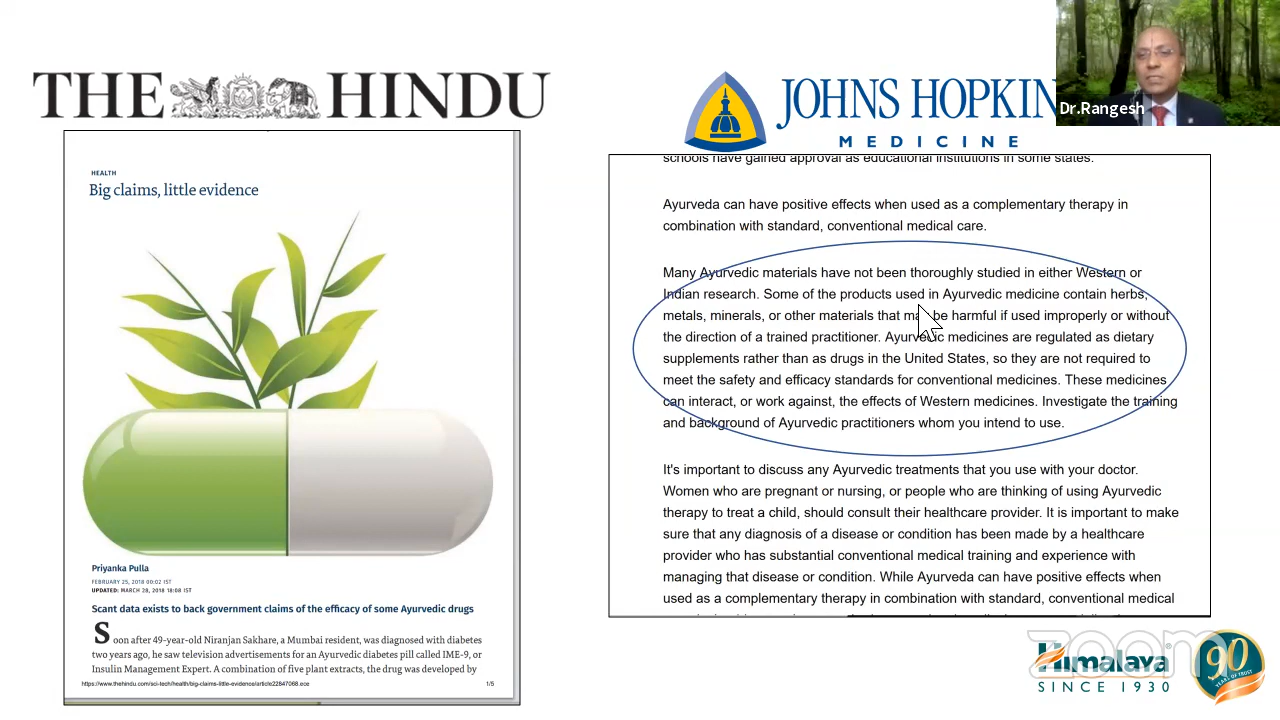 THE HINDU
HEALTH
Big claims, little evidence
Priyanka Pulla
FEBRUARY 25, 2018 00:02 IST
UPDATED: MARCH 28, 2018 18:08 IST
Scant data exists to back government claims of the efficacy of some Ayurvedic drugs
Soon after 49-year-old Niranjan Sakhare, a Mumbai resident, was diagnosed with diabetes
two years ago, he saw television advertisements for an Ayurvedic diabetes pill called IME-9, or
Insulin Management Expert. A combination of five plant extracts, the drug was developed by
https://www.thehindu.com/sci-tech/health/big-claims-little-evidence/article22847068.ece 1/5
JOHNS HOPKIN
MEDICINE
Dr.Rangesh
schools have gained approval as educational institutions in some states.
Ayurveda can have positive effects when used as a complementary therapy in
combination with standard, conventional medical care.
Many Ayurvedic materials have not been thoroughly studied in either Western or
Indian research. Some of the products used in Ayurvedic medicine contain herbs,
metals, minerals, or other materials that may be harmful if used improperly or without
the direction of a trained practitioner. Ayurvedic medicines are regulated as dietary
supplements rather than as drugs in the United States, so they are not required to
meet the safety and efficacy standards for conventional medicines. These medicines
can interact, or work against, the effects of Western medicines. Investigate the training
and background of Ayurvedic practitioners whom you intend to use.
It's important to discuss any Ayurvedic treatments that you use with your doctor.
Women who are pregnant or nursing, or people who are thinking of using Ayurvedic
therapy to treat a child, should consult their healthcare provider. It is important to make
sure that any diagnosis of a disease or condition has been made by a healthcare
provider who has substantial conventional medical training and experience with
managing that disease or condition. While Ayurveda can have positive effects when
used as a complementary therapy in combination with standard, conventional medical
zoom
Himalaya
SINCE 1930
90
YEARS OF TRUST